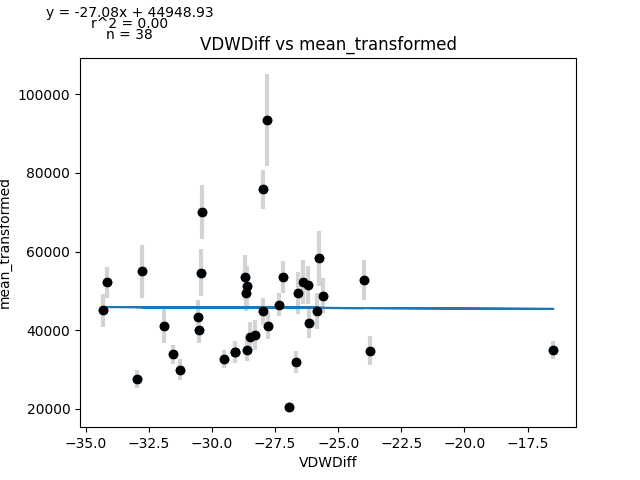 y = -27.08x + 44948.93
r^2 = 0.00
n = 38
VDWDiff vs mean_transformed
100000
80000
60000
40000
20000
mean_transformed
−35.0 −32.5 −30.0 −27.5 −25.0 −22.5 −20.0 −17.5
VDWDiff